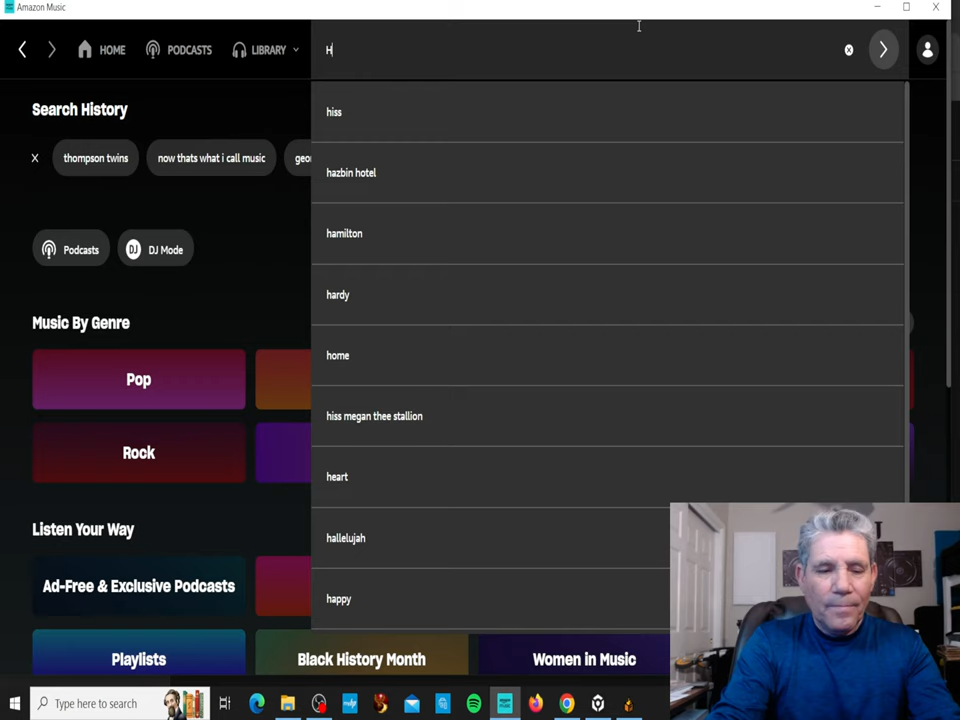 Amazon Music
HOME
PODCASTS
LIBRARY
H
Search History
X
thompson twins
now thats what i call music
Podcasts
DJ
DJ Mode
Music By Genre
Pop
Rock
Listen Your Way
Ad-Free & Exclusive Podcasts
Playlists
Black History Month
Women in Music
hiss
hazbin hotel
hamilton
hardy
home
hiss megan thee stallion
heart
hallelujah
happy
Type here to search